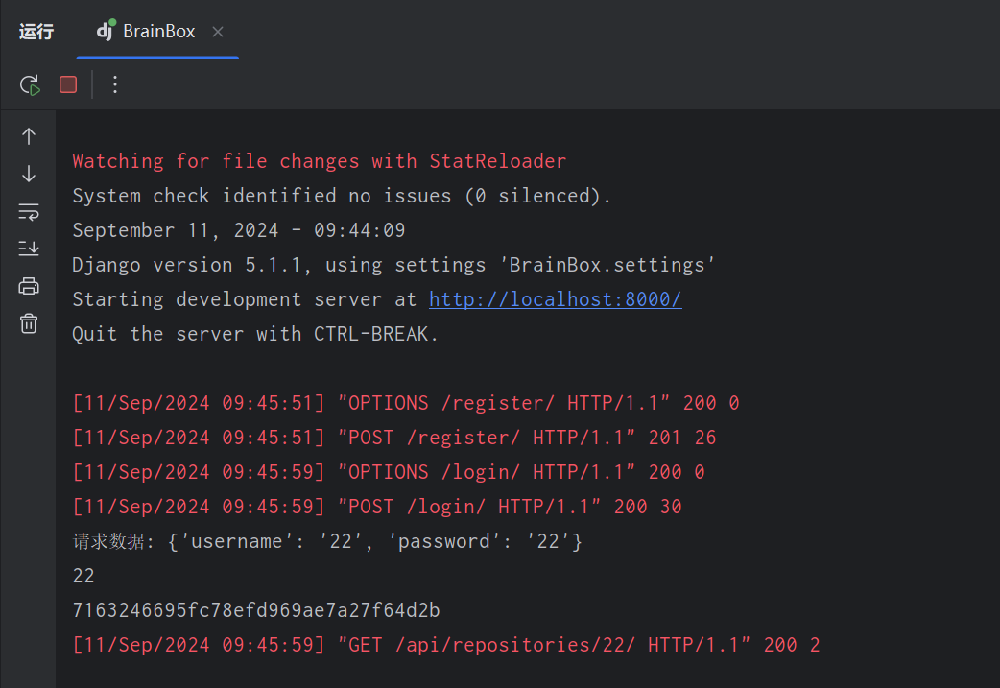 运行
dj BrainBox
Watching for file changes with StatReloader
System check identified no issues (0 silenced).
September 11, 2024 - 09:44:09
Django version 5.1.1, using settings 'BrainBox.settings'
Starting development server at http://localhost:8000/
Quit the server with CTRL-BREAK.
[11/Sep/2024 09:45:51] "OPTIONS /register/ HTTP/1.1" 200 0
[11/Sep/2024 09:45:51] "POST /register/ HTTP/1.1" 201 26
[11/Sep/2024 09:45:59] "OPTIONS /login/ HTTP/1.1" 200 0
[11/Sep/2024 09:45:59] "POST /login/ HTTP/1.1" 200 30
请求数据: {'username': '22', 'password': '22'}
22
7163246695fc78efd969ae7a27f64d2b
[11/Sep/2024 09:45:59] "GET /api/repositories/22/ HTTP/1.1" 200 2